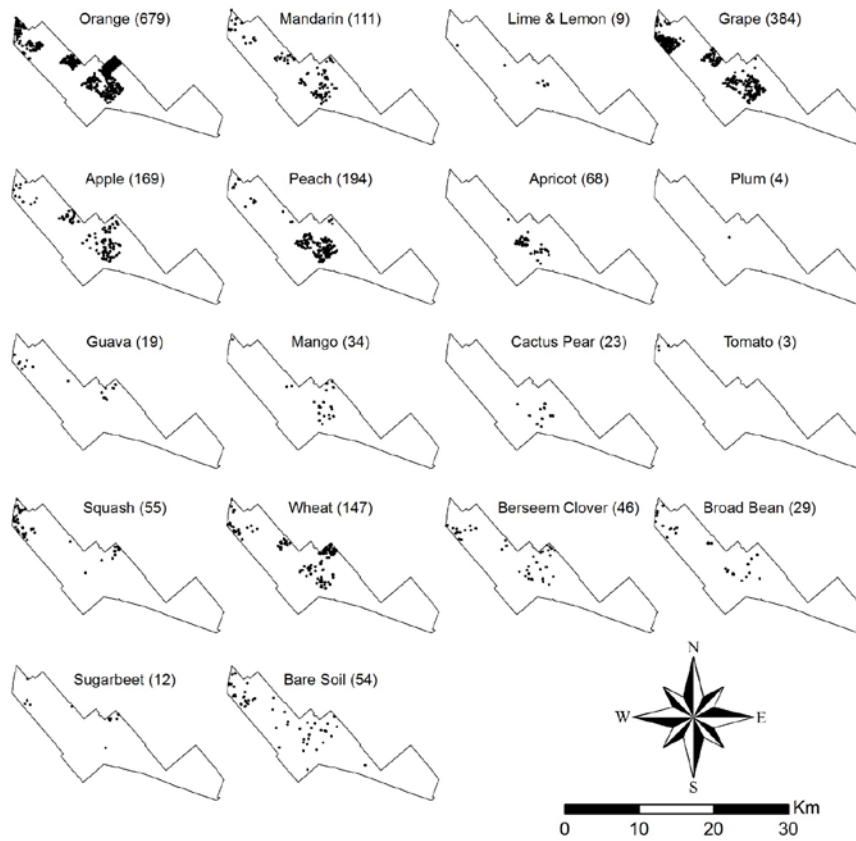 Orange (679) Mandarin (111) Lime & Lemon (9) Grape (384)
Apple (169) Peach (194) Apricot (68) Plum (4)
Guava (19) Mango (34) Cactus Pear (23) Tomato (3)
Squash (55) Wheat (147) Berseem Clover (46) Broad Bean (29)
Sugarbeet (12) Bare Soil (54)
N
W E
S
Km
0 10 20 30